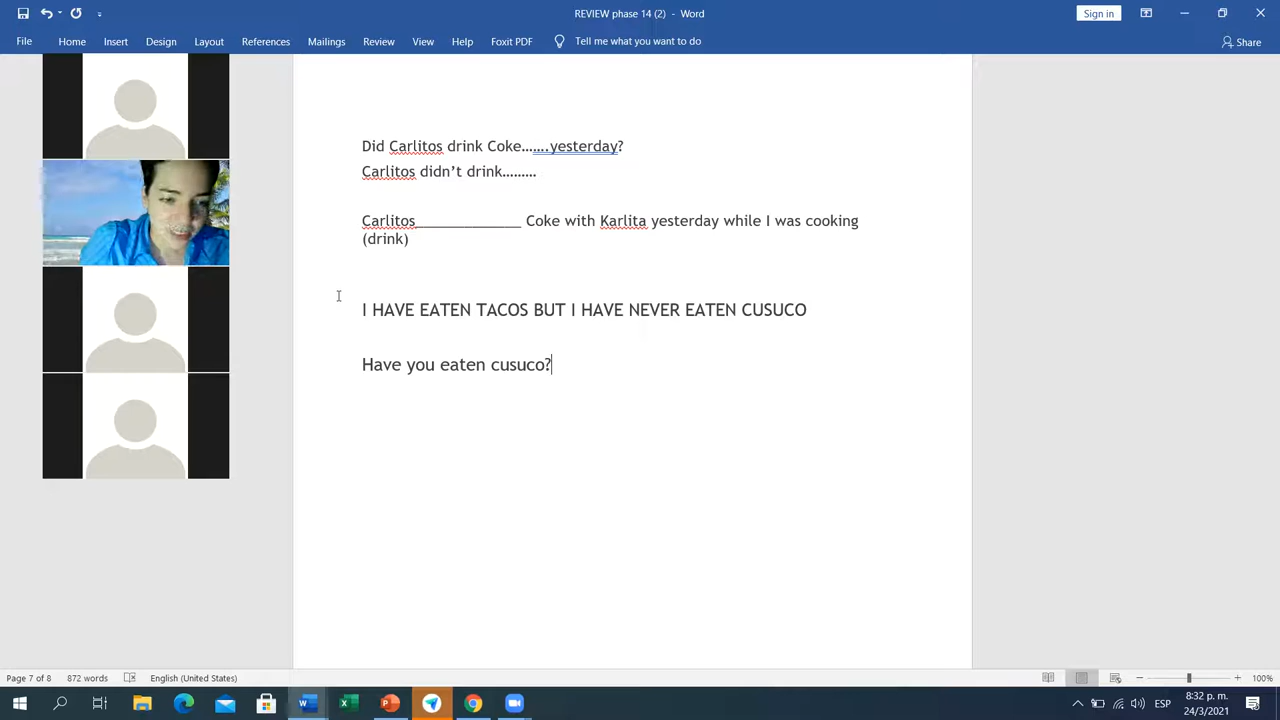 REVIEW phase 14 (2) - Word
Sign in
File Home Insert Design Layout References Mailings Review View Help Foxit PDF Tell me what you want to do Share
Did Carlitos drink Coke…….yesterday?
Carlitos didn’t drink………
Carlitos_____________ Coke with Karlita yesterday while I was cooking
(drink)
I HAVE EATEN TACOS BUT I HAVE NEVER EATEN CUSUCO
Have you eaten cusuco?
Page 7 of 8 872 words English (United States) 100%
ESP
8:32 p. m.
24/3/2021